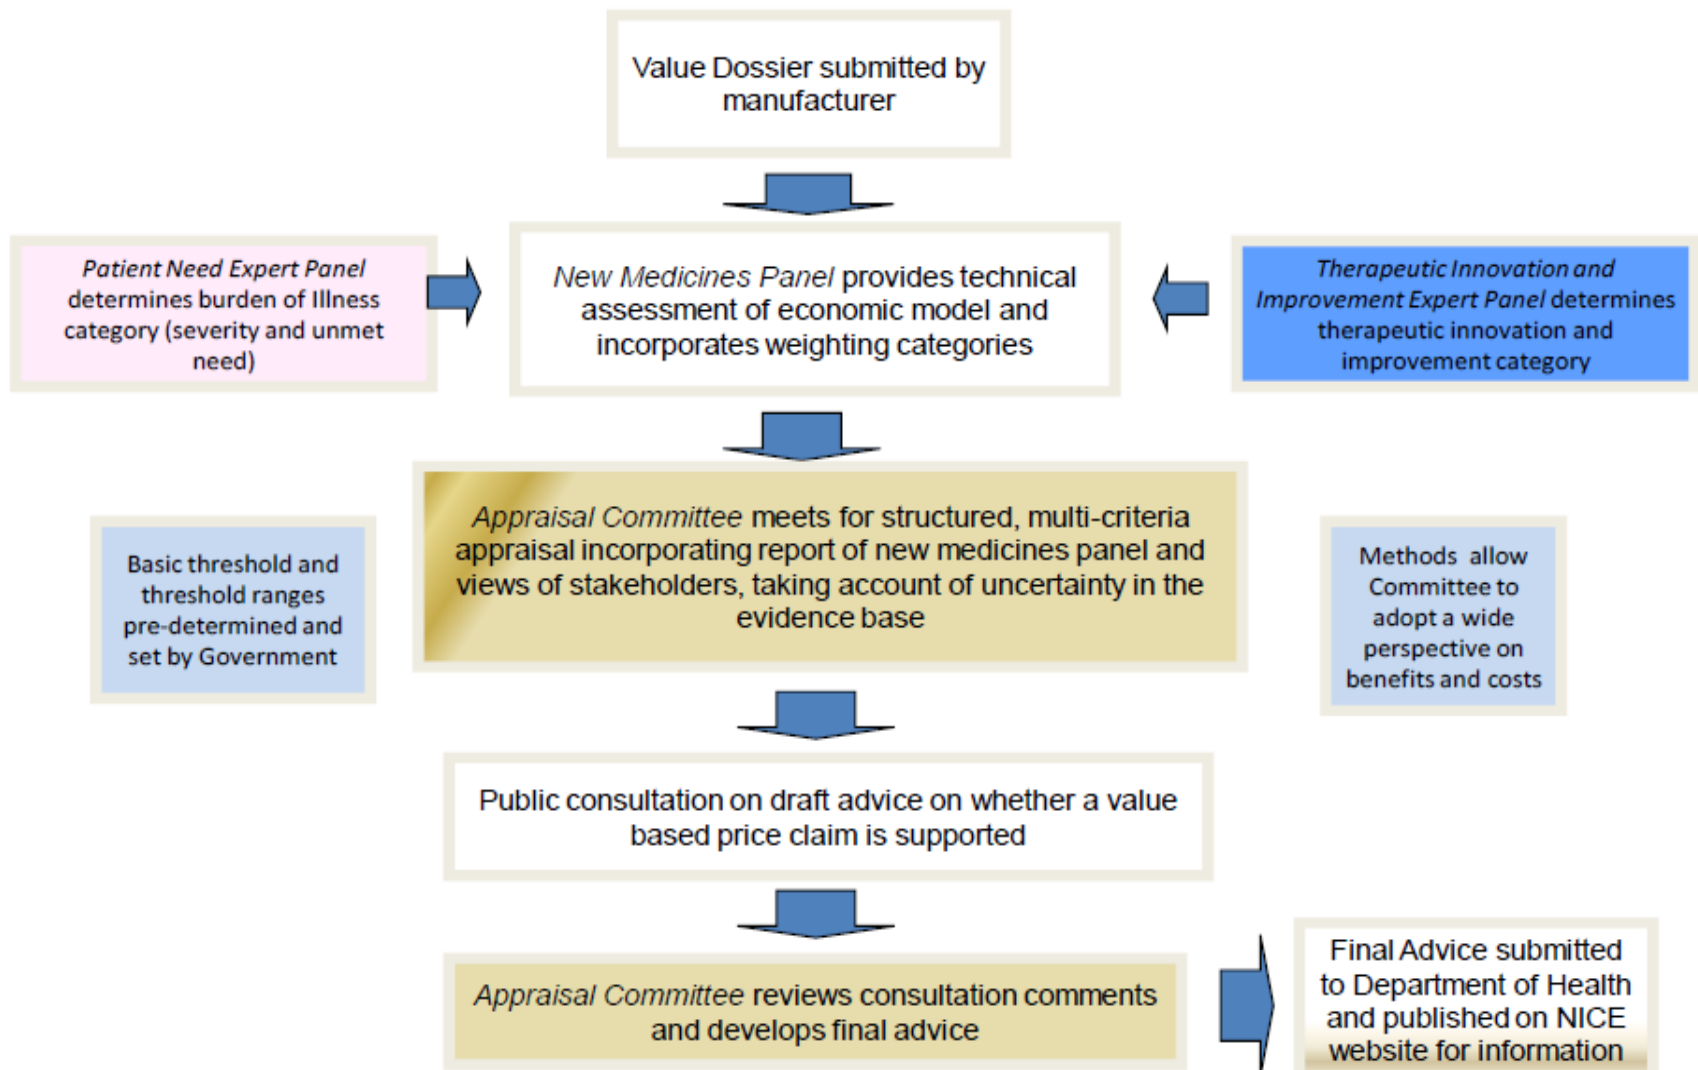 Value Dossier submitted by
manufacturer
Patient Need Expert Panel
determines burden of Illness
category (severity and unmet
need)
New Medicines Panel provides technical
assessment of economic model and
incorporates weighting categories
Therapeutic Innovation and
Improvement Expert Panel determines
therapeutic innovation and
improvement category
Appraisal Committee meets for structured, multi-criteria
appraisal incorporating report of new medicines panel and
views of stakeholders, taking account of uncertainty in the
evidence base
Basic threshold and
threshold ranges
pre-determined and
set by Government
Methods allow
Committee to
adopt a wide
perspective on
benefits and costs
Public consultation on draft advice on whether a value
based price claim is supported
Appraisal Committee reviews consultation comments
and develops final advice
Final Advice submitted
to Department of Health
and published on NICE
website for information